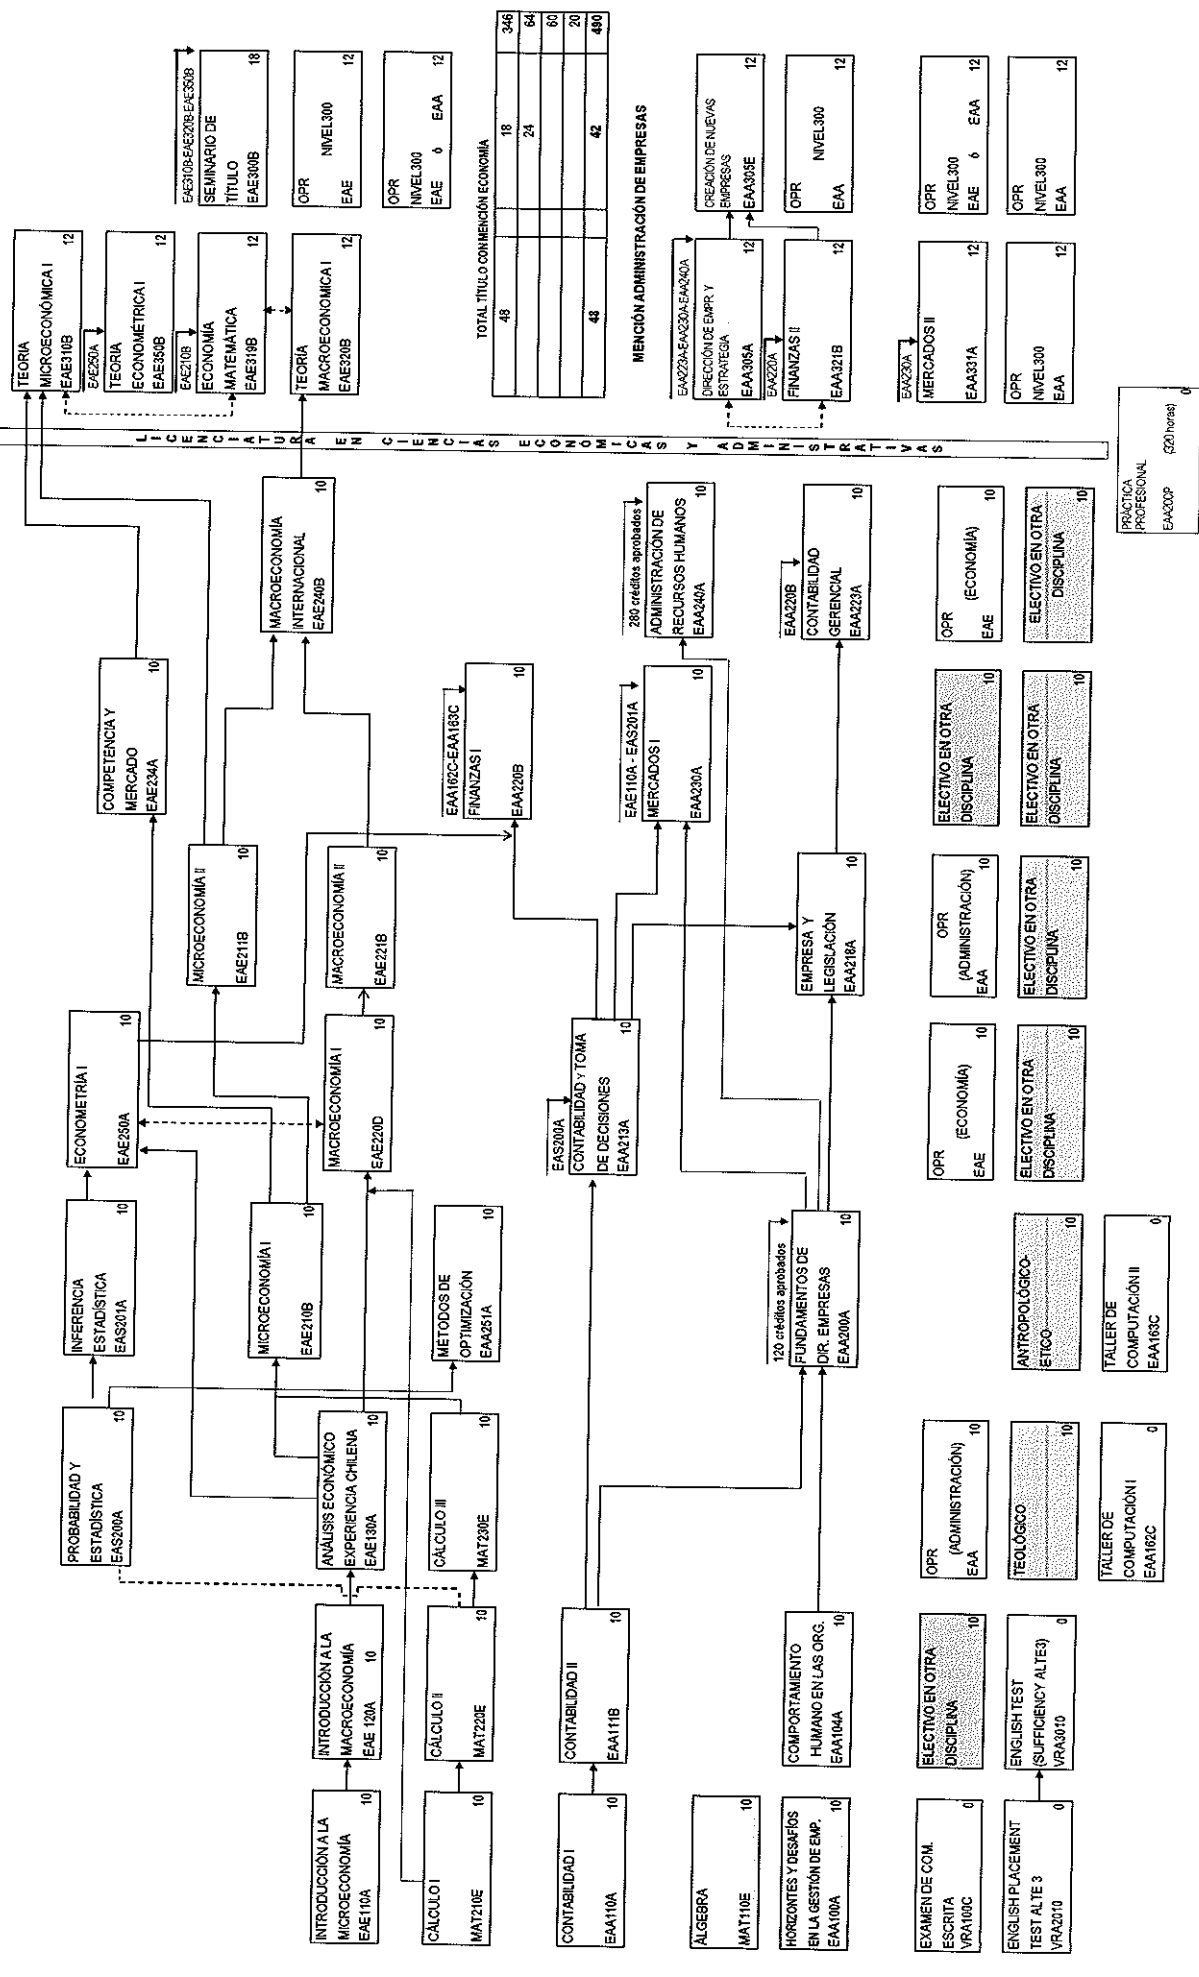 INTRODUCCIÓN A LA
MICROECONOMÍA
EAE110A 10
CÁLCULO I
MAT210E 10
CONTABILIDAD I
EAA110A 10
ÁLGEBRA
MAT110E 10
HORIZONTES Y DESAFÍOS
EN LA GESTIÓN DE EMP.
EAA100A 10
EXAMEN DE COM.
ESCRITA
VRA100C 0
ENGLISH PLACEMENT
TEST ALTE 3
VRA2010 0
INTRODUCCIÓN A LA
MACROECONOMÍA
EAE 120A 10
CÁLCULO II
MAT220E 10
CONTABILIDAD II
EAA111B 10
COMPORTAMIENTO
HUMANO EN LAS ORG.
EAA104A 10
ELECTIVO EN OTRA
DISCIPLINA 10
ENGLISH TEST
(SUFFICIENCY ALTE3)
VRA3010 0
PROBABILIDAD Y
ESTADÍSTICA
EAS200A 10
ANÁLISIS ECONÓMICO
EXPERIENCIA CHILENA
EAE130A 10
CÁLCULO III
MAT230E 10
OPR
(ADMINISTRACIÓN)
EAA 10
TEOLÓGICO
10
TALLER DE
COMPUTACIÓN I
EAA162C 0
INFERENCIA
ESTADÍSTICA
EAS201A 10
MICROECONOMÍA I
EAE210B 10
MÉTODOS DE
OPTIMIZACIÓN
EAA251A 10
120 créditos aprobados
FUNDAMENTOS DE
DIR. EMPRESAS
EAA200A 10
ANTROPOLÓGICO-
ETICO 10
TALLER DE
COMPUTACIÓN II
EAA163C 0
ECONOMETRÍA I
EAE250A 10
MACROECONOMÍA I
EAE220D 10
EAS200A
CONTABILIDAD Y TOMA
DE DECISIONES
EAA213A 10
OPR
(ECONOMÍA)
EAE 10
ELECTIVO EN OTRA
DISCIPLINA 10
MICROECONOMÍA II
EAE211B 10
MACROECONOMÍA II
EAE221B 10
EMPRESA Y
LEGISLACIÓN
EAA218A 10
OPR
(ADMINISTRACIÓN)
EAA 10
ELECTIVO EN OTRA
DISCIPLINA 10
COMPETENCIA Y
MERCADO
EAE234A 10
EAA162C-EAA163C
FINANZAS I
EAA220B 10
EAE110A - EAS201A
MERCADOS I
EAA230A 10
ELECTIVO EN OTRA
DISCIPLINA 10
ELECTIVO EN OTRA
DISCIPLINA 10
MACROECONOMÍA
INTERNACIONAL
EAE240B 10
280 créditos aprobados
ADMINISTRACIÓN DE
RECURSOS HUMANOS
EAA240A 10
EAA220B
CONTABILIDAD
GERENCIAL
EAA223A 10
OPR
(ECONOMÍA)
EAE 10
ELECTIVO EN OTRA
DISCIPLINA 10
PRÁCTICA
PROFESIONAL
EAA200P (320 horas) 0
LICENCIATURA EN CIENCIAS ECONÓMICAS Y ADMINISTRATIVAS
TEORIA
MICROECONÓMICA I
EAE310B 12
EAE250A
TEORIA
ECONOMÉTRICA I
EAE350B 12
EAE210B
ECONOMÍA
MATEMÁTICA
EAE319B 12
TEORÍA
MACROECONOMICA I
EAE320B 12
EAE310B-EAE320B-EAE350B
SEMINARIO DE
TÍTULO
EAE300B 18
OPR
NIVEL300
EAE 12
OPR
NIVEL300
EAE ó EAA 12
TOTAL TÍTULO CON MENCIÓN ECONOMÍA
48 18 346
24 64
60
20
48 42 490
MENCIÓN ADMINISTRACIÓN DE EMPRESAS
EAA223A-EAA230A-EAA240A
DIRECCIÓN DE EMPR Y
ESTRATEGIA
EAA305A 12
EAA220A
FINANZAS II
EAA321B 12
EAA230A
MERCADOS II
EAA331A 12
OPR
NIVEL300
EAA 12
CREACIÓN DE NUEVAS
EMPRESAS
EAA305E 12
OPR
NIVEL300
EAA 12
OPR
NIVEL300
EAE ó EAA 12
OPR
NIVEL300
EAA 12